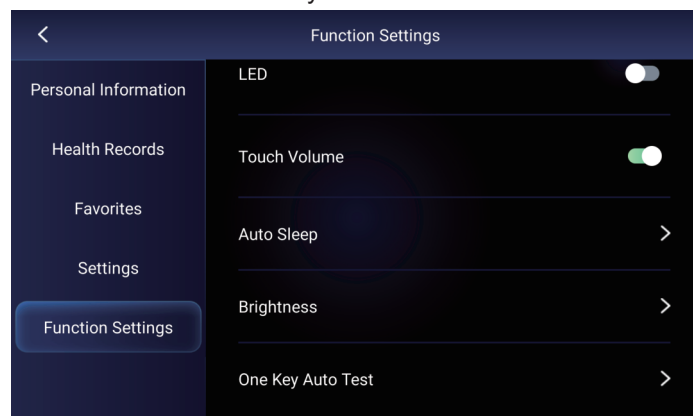 Function Settings
Personal Information
Health Records
Favorites
Settings
Function Settings
LED
Touch Volume
Auto Sleep
Brightness
One Key Auto Test